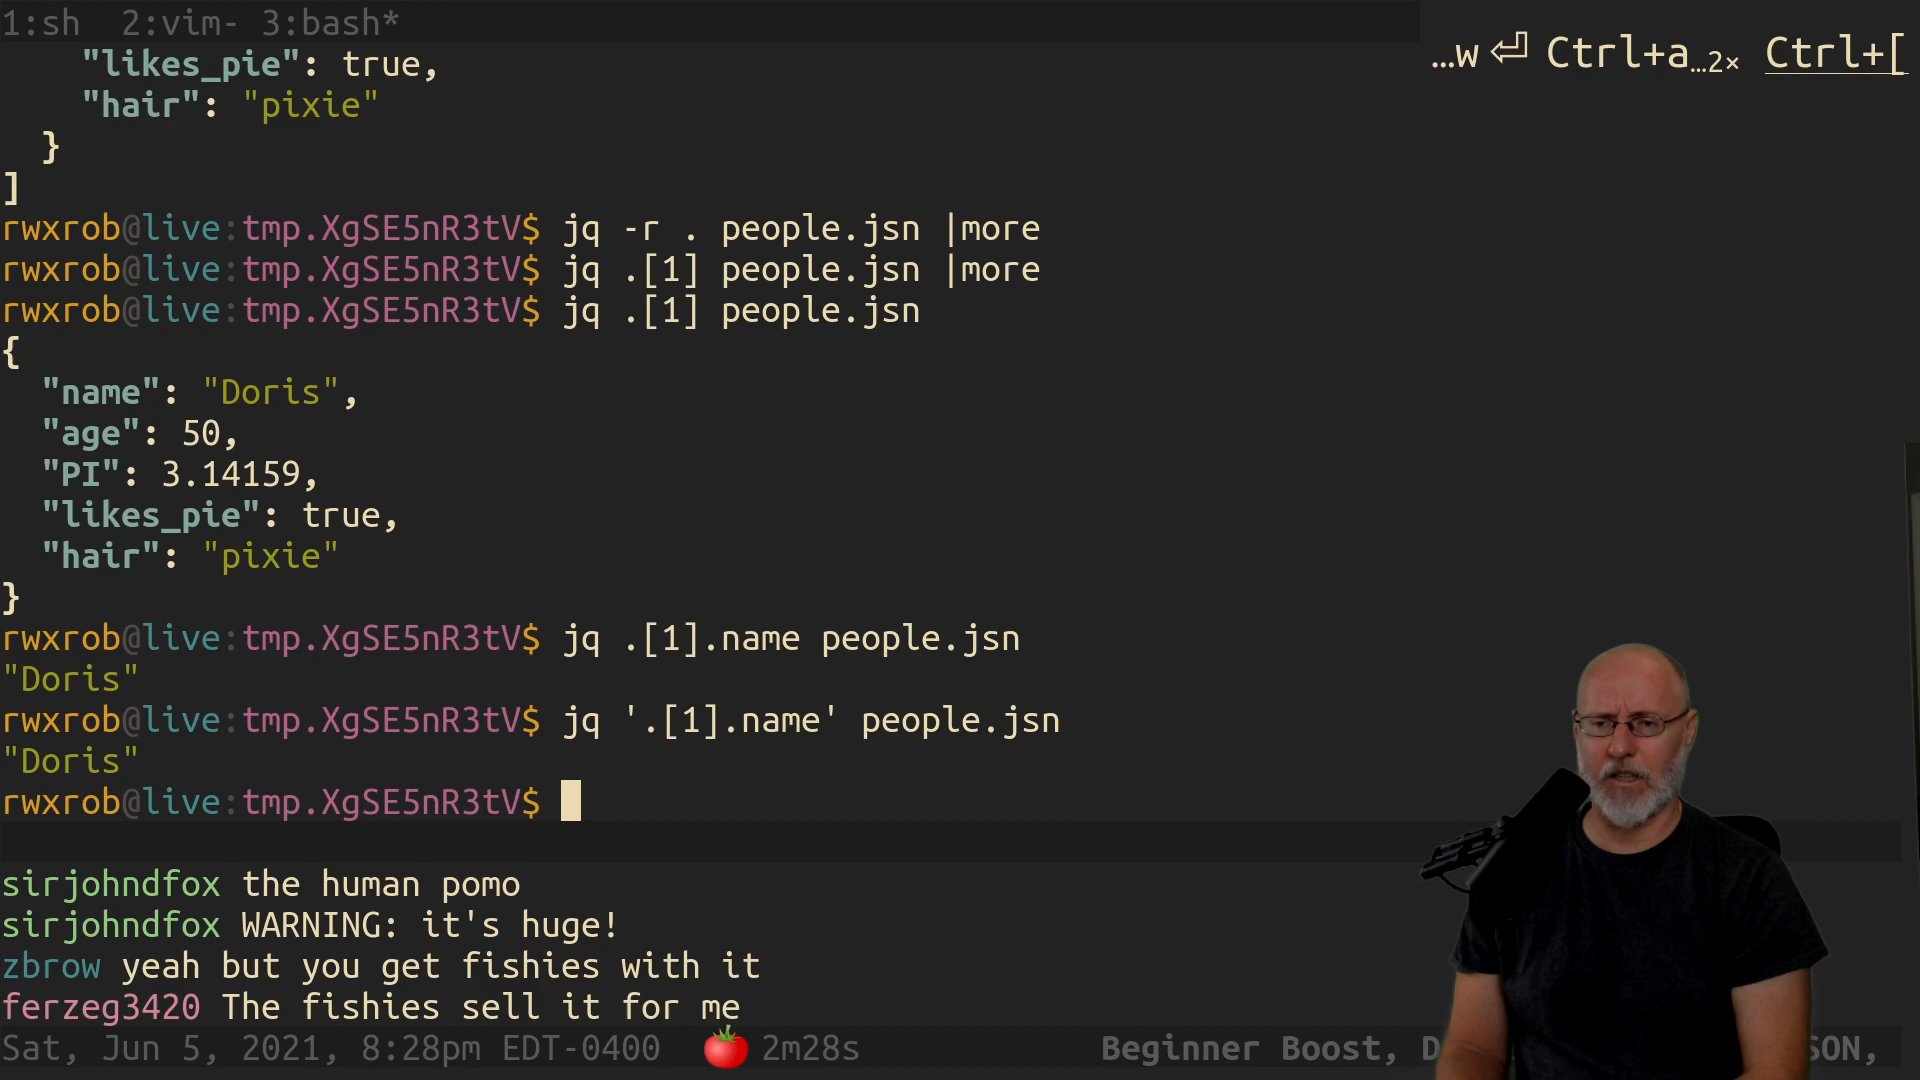 1:sh  2:vim- 3:bash*
…w ⏎ Ctrl+a…2× Ctrl+[
    "likes_pie": true,
    "hair": "pixie"
  }
]
rwxrob@live:tmp.XgSE5nR3tV$ jq -r . people.jsn |more
rwxrob@live:tmp.XgSE5nR3tV$ jq .[1] people.jsn |more
rwxrob@live:tmp.XgSE5nR3tV$ jq .[1] people.jsn
{
  "name": "Doris",
  "age": 50,
  "PI": 3.14159,
  "likes_pie": true,
  "hair": "pixie"
}
rwxrob@live:tmp.XgSE5nR3tV$ jq .[1].name people.jsn
"Doris"
rwxrob@live:tmp.XgSE5nR3tV$ jq '.[1].name' people.jsn
"Doris"
rwxrob@live:tmp.XgSE5nR3tV$
sirjohndfox the human pomo
sirjohndfox WARNING: it's huge!
zbrow yeah but you get fishies with it
ferzeg3420 The fishies sell it for me
Sat, Jun 5, 2021, 8:28pm EDT-0400 🍅 2m28s Beginner Boost,